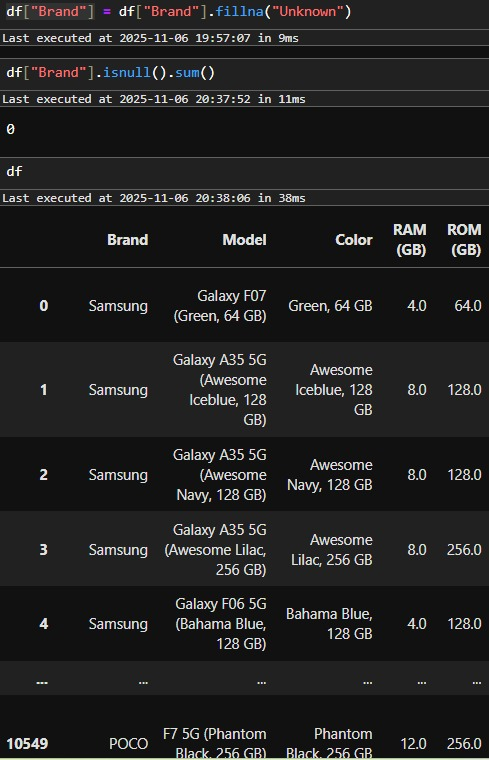 df["Brand"] = df["Brand"].fillna("Unknown")
Last executed at 2025-11-06 19:57:07 in 9ms
df["Brand"].isnull().sum()
Last executed at 2025-11-06 20:37:52 in 11ms
0
df
Last executed at 2025-11-06 20:38:06 in 38ms
Brand Model Color RAM (GB) ROM (GB)
0 Samsung Galaxy F07 (Green, 64 GB) Green, 64 GB 4.0 64.0
1 Samsung Galaxy A35 5G (Awesome Iceblue, 128 GB) Awesome Iceblue, 128 GB 8.0 128.0
2 Samsung Galaxy A35 5G (Awesome Navy, 128 GB) Awesome Navy, 128 GB 8.0 128.0
3 Samsung Galaxy A35 5G (Awesome Lilac, 256 GB) Awesome Lilac, 256 GB 8.0 256.0
4 Samsung Galaxy F06 5G (Bahama Blue, 128 GB) Bahama Blue, 128 GB 4.0 128.0
... ... ... ... ... ...
10549 POCO F7 5G (Phantom Black, 256 GB) Phantom Black, 256 GB 12.0 256.0